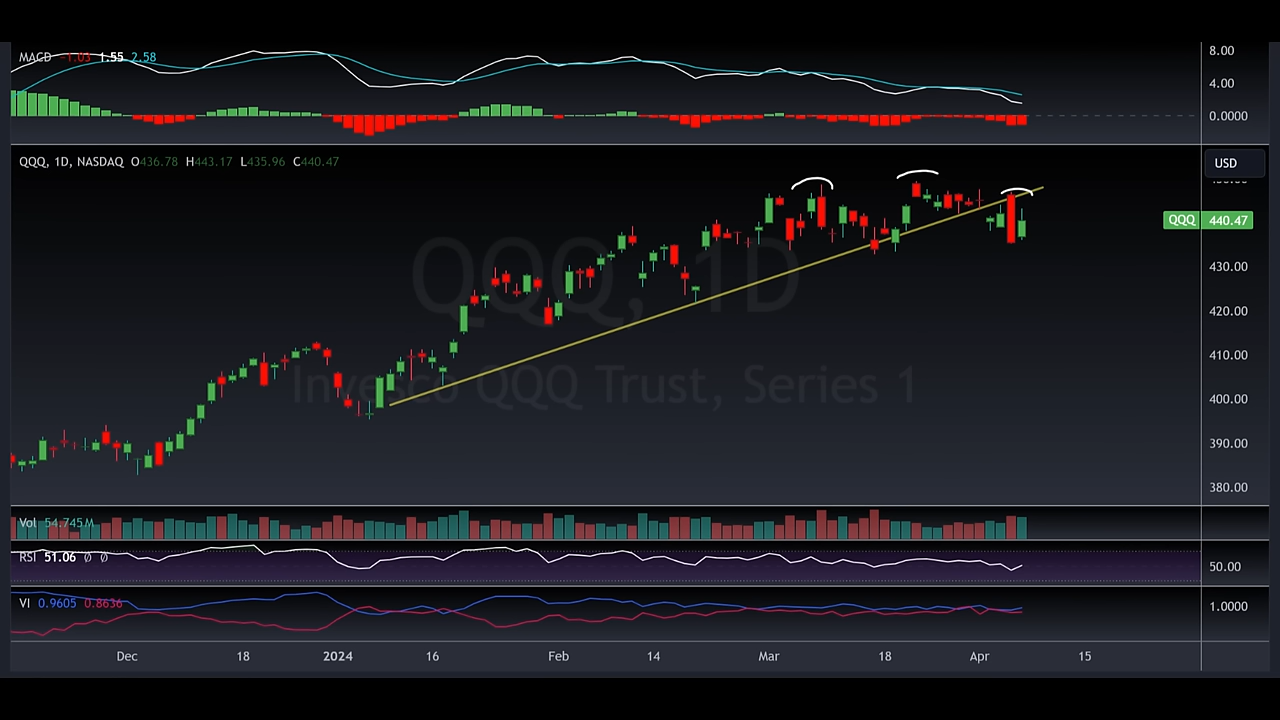 MACD -1.03 1.55 2.58
8.00
4.00
0.0000
QQQ, 1D, NASDAQ O436.78 H443.17 L435.96 C440.47
USD
QQQ 440.47
430.00
420.00
410.00
400.00
390.00
380.00
QQQ, 1D
Invesco QQQ Trust, Series 1
Vol 54.745M
RSI 51.06 Ø Ø
50.00
VI 0.9605 0.8636
1.0000
Dec 18 2024 16 Feb 14 Mar 18 Apr 15